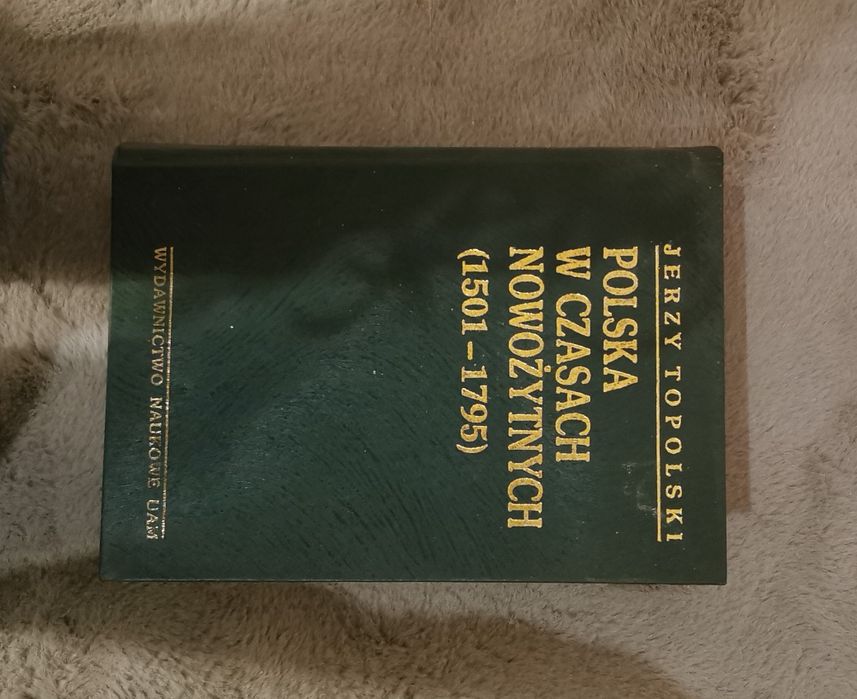 JERZY TOPOLSKI
POLSKA
W CZASACH
NOWOŻYTNYCH
(1501–1795)
WYDAWNICTWO NAUKOWE UAM